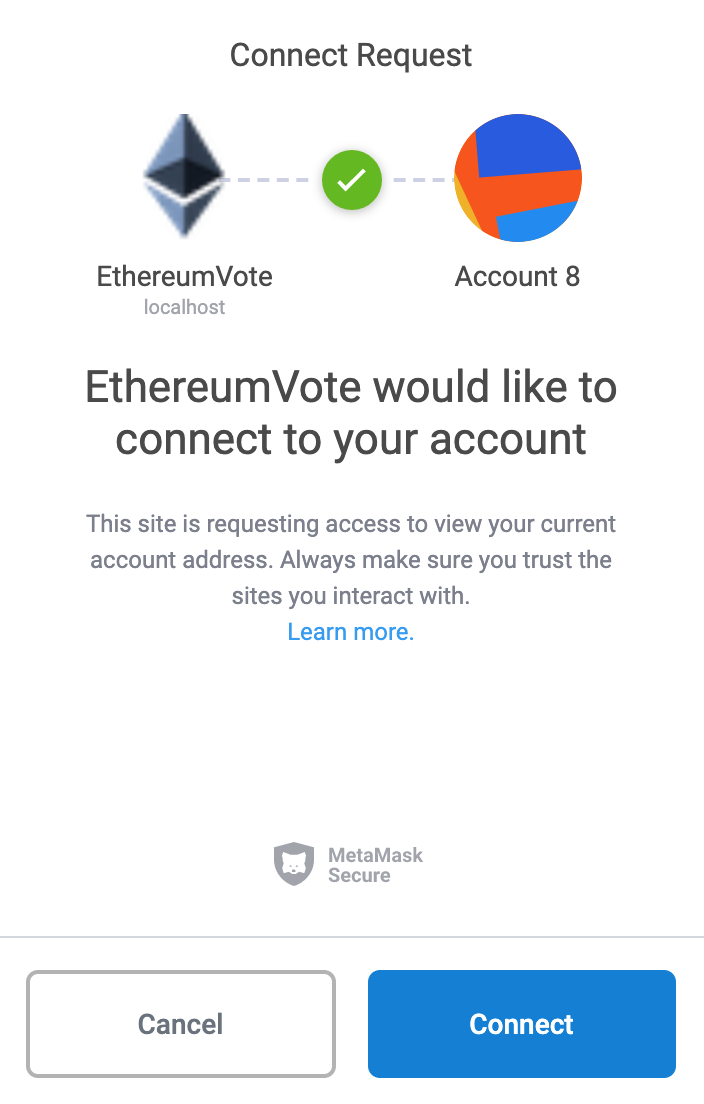 Connect Request
EthereumVote
localhost
Account 8
EthereumVote would like to
connect to your account
This site is requesting access to view your current
account address. Always make sure you trust the
sites you interact with.
Learn more.
MetaMask
Secure
Cancel
Connect